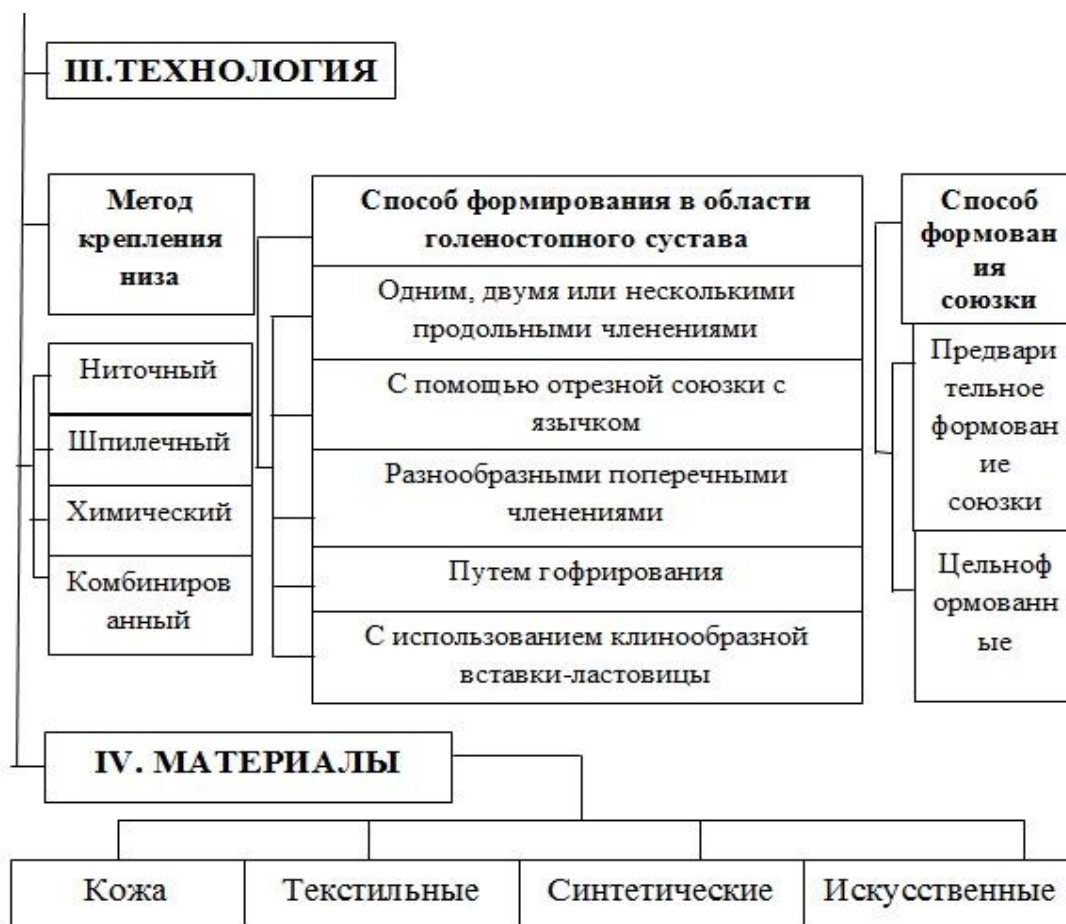 III.ТЕХНОЛОГИЯ
Метод
крепления
низа
Ниточный
Шпилечный
Химический
Комбиниров
анный
Способ формирования в области
голеностопного сустава
Одним, двумя или несколькими
продольными членениями
С помощью отрезной союзки с
язычком
Разнообразными поперечными
членениями
Путем гофрирования
С использованием клинообразной
вставки-ластовицы
Способ
формован
ия
союзки
Предвари
тельное
формован
ие
союзки
Цельноф
ормованн
ые
IV. МАТЕРИАЛЫ
Кожа
Текстильные
Синтетические
Искусственные